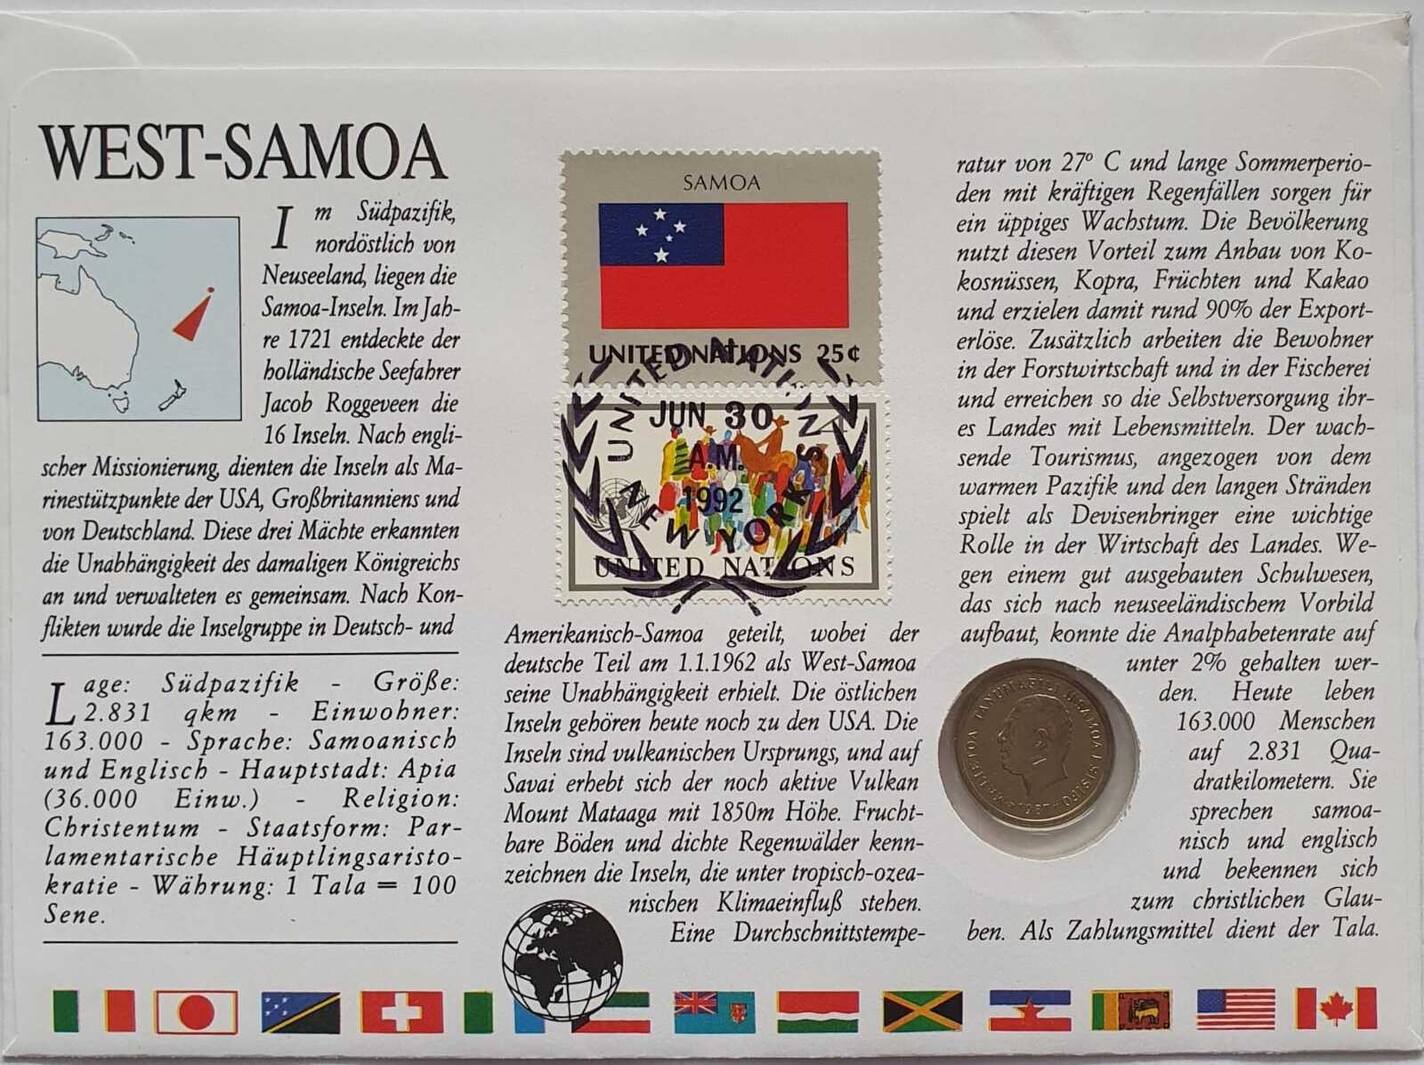 WEST-SAMOA
Im Südpazifik,
nordöstlich von
Neuseeland, liegen die
Samoa-Inseln. Im Jah-
re 1721 entdeckte der
holländische Seefahrer
Jacob Roggeveen die
16 Inseln. Nach engli-
scher Missionierung, dienten die Inseln als Ma-
rinestützpunkte der USA, Großbritanniens und
von Deutschland. Diese drei Mächte erkannten
die Unabhängigkeit des damaligen Königreichs
an und verwalteten es gemeinsam. Nach Kon-
flikten wurde die Inselgruppe in Deutsch- und
Lage: Südpazifik - Größe:
2.831 qkm - Einwohner:
163.000 - Sprache: Samoanisch
und Englisch - Hauptstadt: Apia
(36.000 Einw.) - Religion:
Christentum - Staatsform: Par-
lamentarische Häuptlingsaristo-
kratie - Währung: 1 Tala = 100
Sene.
SAMOA
UNITED NATIONS 25¢
UNITED NATIONS
JUN 30
A.M.
1992
NEW YORK
UNITED NATIONS
Amerikanisch-Samoa geteilt, wobei der
deutsche Teil am 1.1.1962 als West-Samoa
seine Unabhängigkeit erhielt. Die östlichen
Inseln gehören heute noch zu den USA. Die
Inseln sind vulkanischen Ursprungs, und auf
Savai erhebt sich der noch aktive Vulkan
Mount Mataaga mit 1850m Höhe. Frucht-
bare Böden und dichte Regenwälder kenn-
zeichnen die Inseln, die unter tropisch-ozea-
nischen Klimaeinfluß stehen.
Eine Durchschnittstempe-
ratur von 27° C und lange Sommerperio-
den mit kräftigen Regenfällen sorgen für
ein üppiges Wachstum. Die Bevölkerung
nutzt diesen Vorteil zum Anbau von Ko-
kosnüssen, Kopra, Früchten und Kakao
und erzielen damit rund 90% der Export-
erlöse. Zusätzlich arbeiten die Bewohner
in der Forstwirtschaft und in der Fischerei
und erreichen so die Selbstversorgung ihr-
es Landes mit Lebensmitteln. Der wach-
sende Tourismus, angezogen von dem
warmen Pazifik und den langen Stränden
spielt als Devisenbringer eine wichtige
Rolle in der Wirtschaft des Landes. We-
gen einem gut ausgebauten Schulwesen,
das sich nach neuseeländischem Vorbild
aufbaut, konnte die Analphabetenrate auf
unter 2% gehalten wer-
den. Heute leben
163.000 Menschen
auf 2.831 Qua-
dratkilometern. Sie
sprechen samoa-
nisch und englisch
und bekennen sich
zum christlichen Glau-
ben. Als Zahlungsmittel dient der Tala.